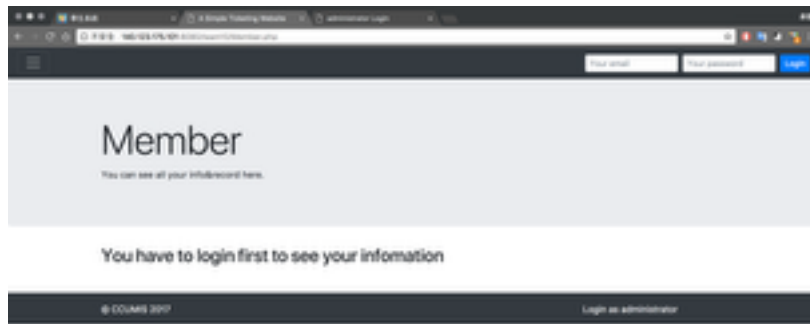 A Simple Ticketing Website
administrator Login
Your email
Your password
Login
Member
You can see all your info&record here.
You have to login first to see your infomation
© CCUMIS 2017
Login as administrator